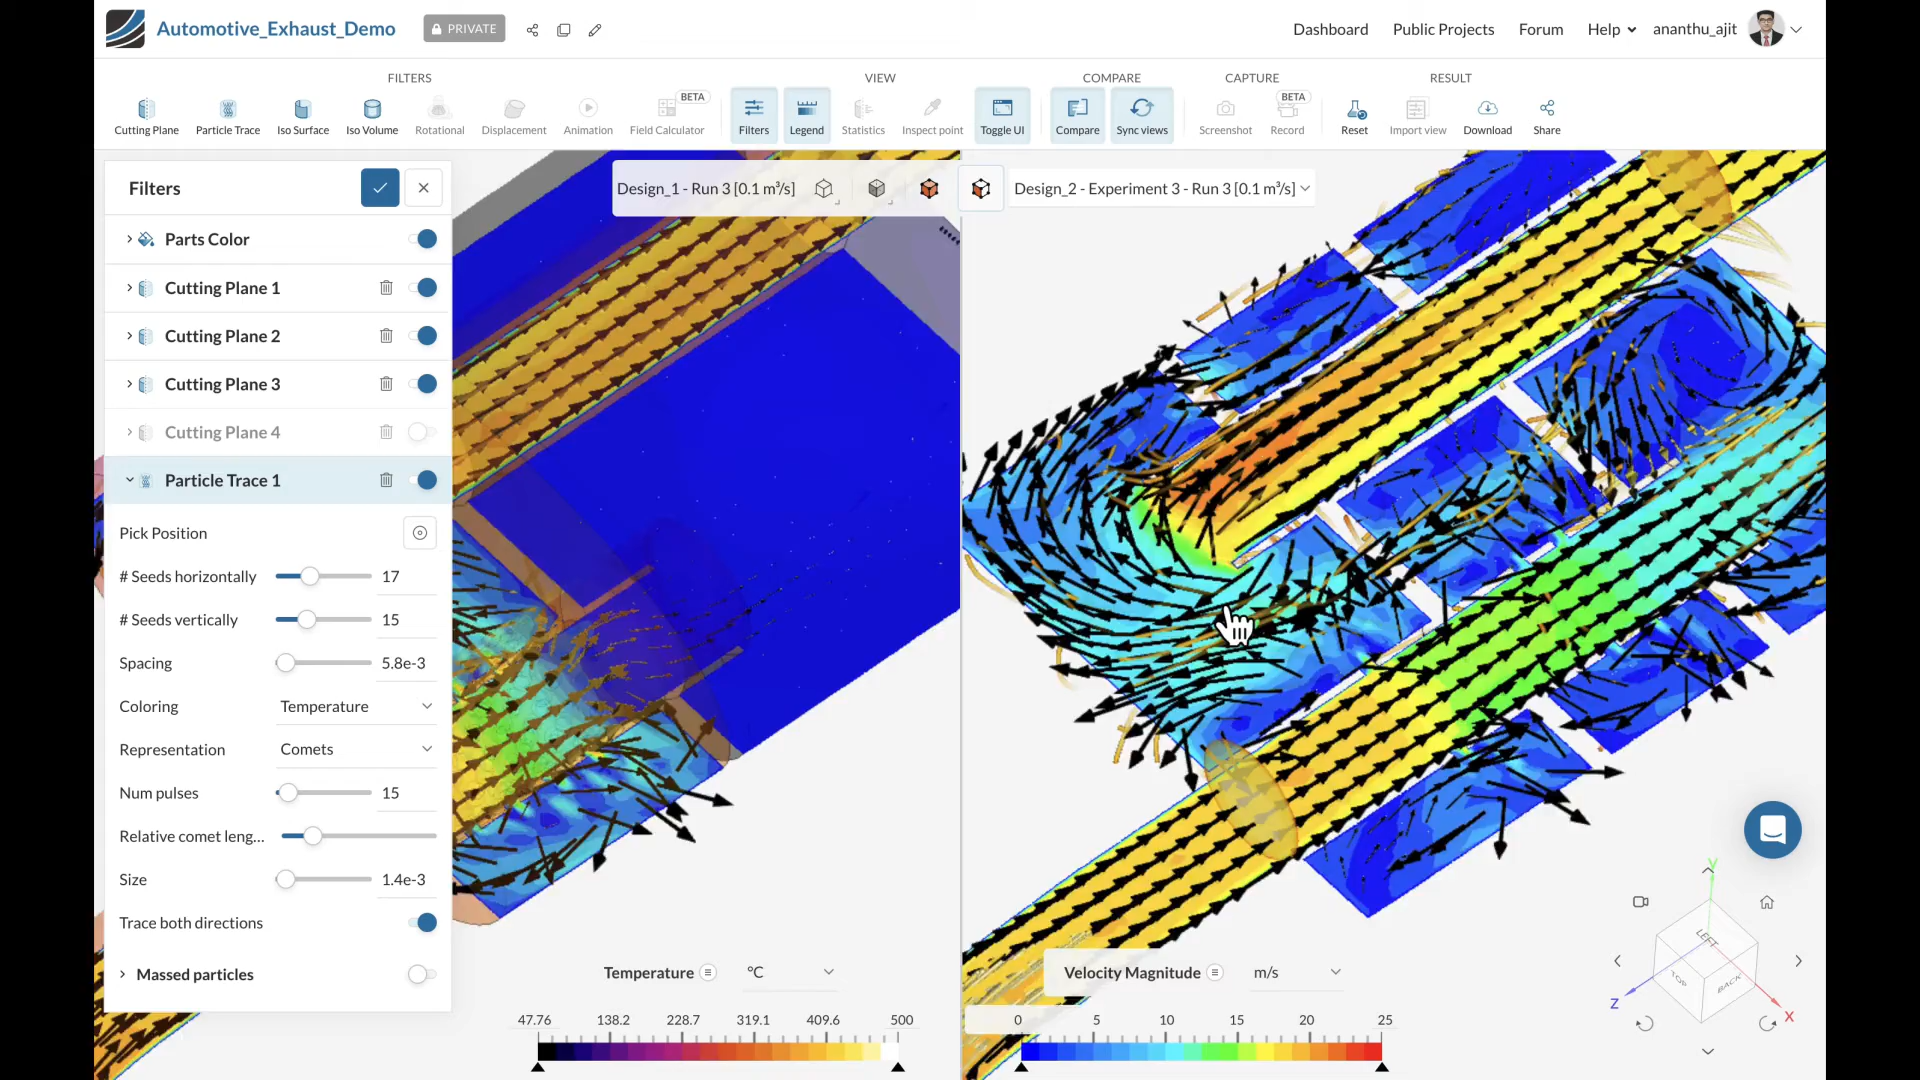 Automotive_Exhaust_Demo
PRIVATE
Dashboard
Public Projects
Forum
Help
ananthu_ajit
FILTERS
VIEW
COMPARE
CAPTURE
RESULT
BETA
BETA
Cutting Plane
Particle Trace
Iso Surface
Iso Volume
Rotational
Displacement
Animation
Field Calculator
Filters
Legend
Statistics
Inspect point
Toggle UI
Compare
Sync views
Screenshot
Record
Reset
Import view
Download
Share
Filters
Design_1 - Run 3 [0.1 m³/s]
Design_2 - Experiment 3 - Run 3 [0.1 m³/s]
Parts Color
Cutting Plane 1
Cutting Plane 2
Cutting Plane 3
Cutting Plane 4
Particle Trace 1
Pick Position
# Seeds horizontally 17
# Seeds vertically 15
Spacing 5.8e-3
Coloring Temperature
Representation Comets
Num pulses 15
Relative comet leng...
Size 1.4e-3
Trace both directions
Massed particles
Temperature °C
47.76 138.2 228.7 319.1 409.6 500
Velocity Magnitude m/s
0 5 10 15 20 25
Y
LEFT
TOP
BACK
Z
X